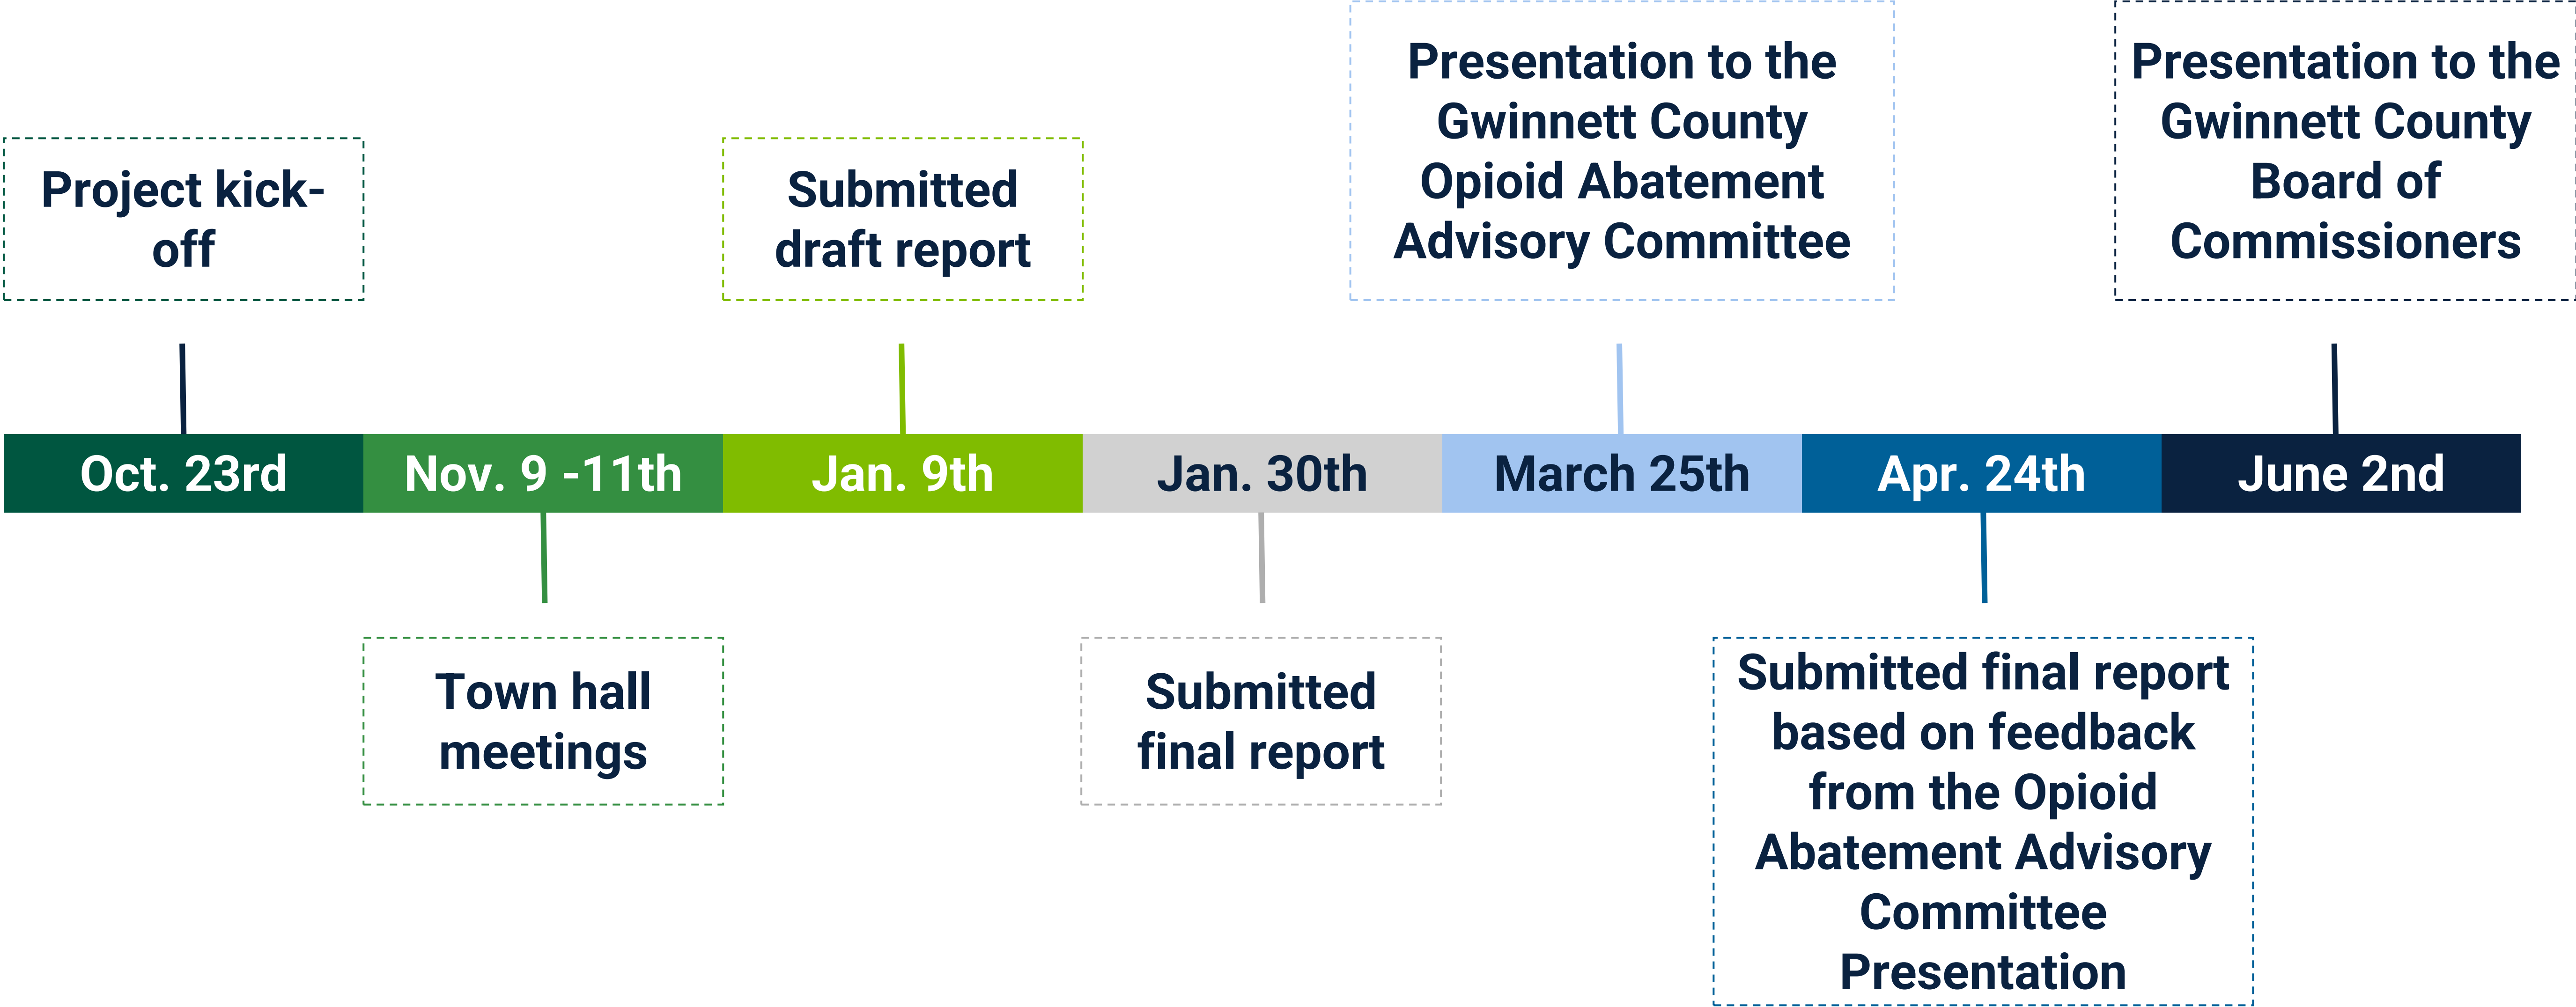 Presentation to the
Gwinnett County
Opioid Abatement
Advisory Committee
Presentation to the
Gwinnett County
Board of
Commissioners
Project kick-
off
Submitted
draft report
Oct. 23rd
Nov. 9 -11th
Jan. 9th
Jan. 30th
March 25th
Apr. 24th
June 2nd
Town hall
meetings
Submitted
final report
Submitted final report
based on feedback
from the Opioid
Abatement Advisory
Committee
Presentation